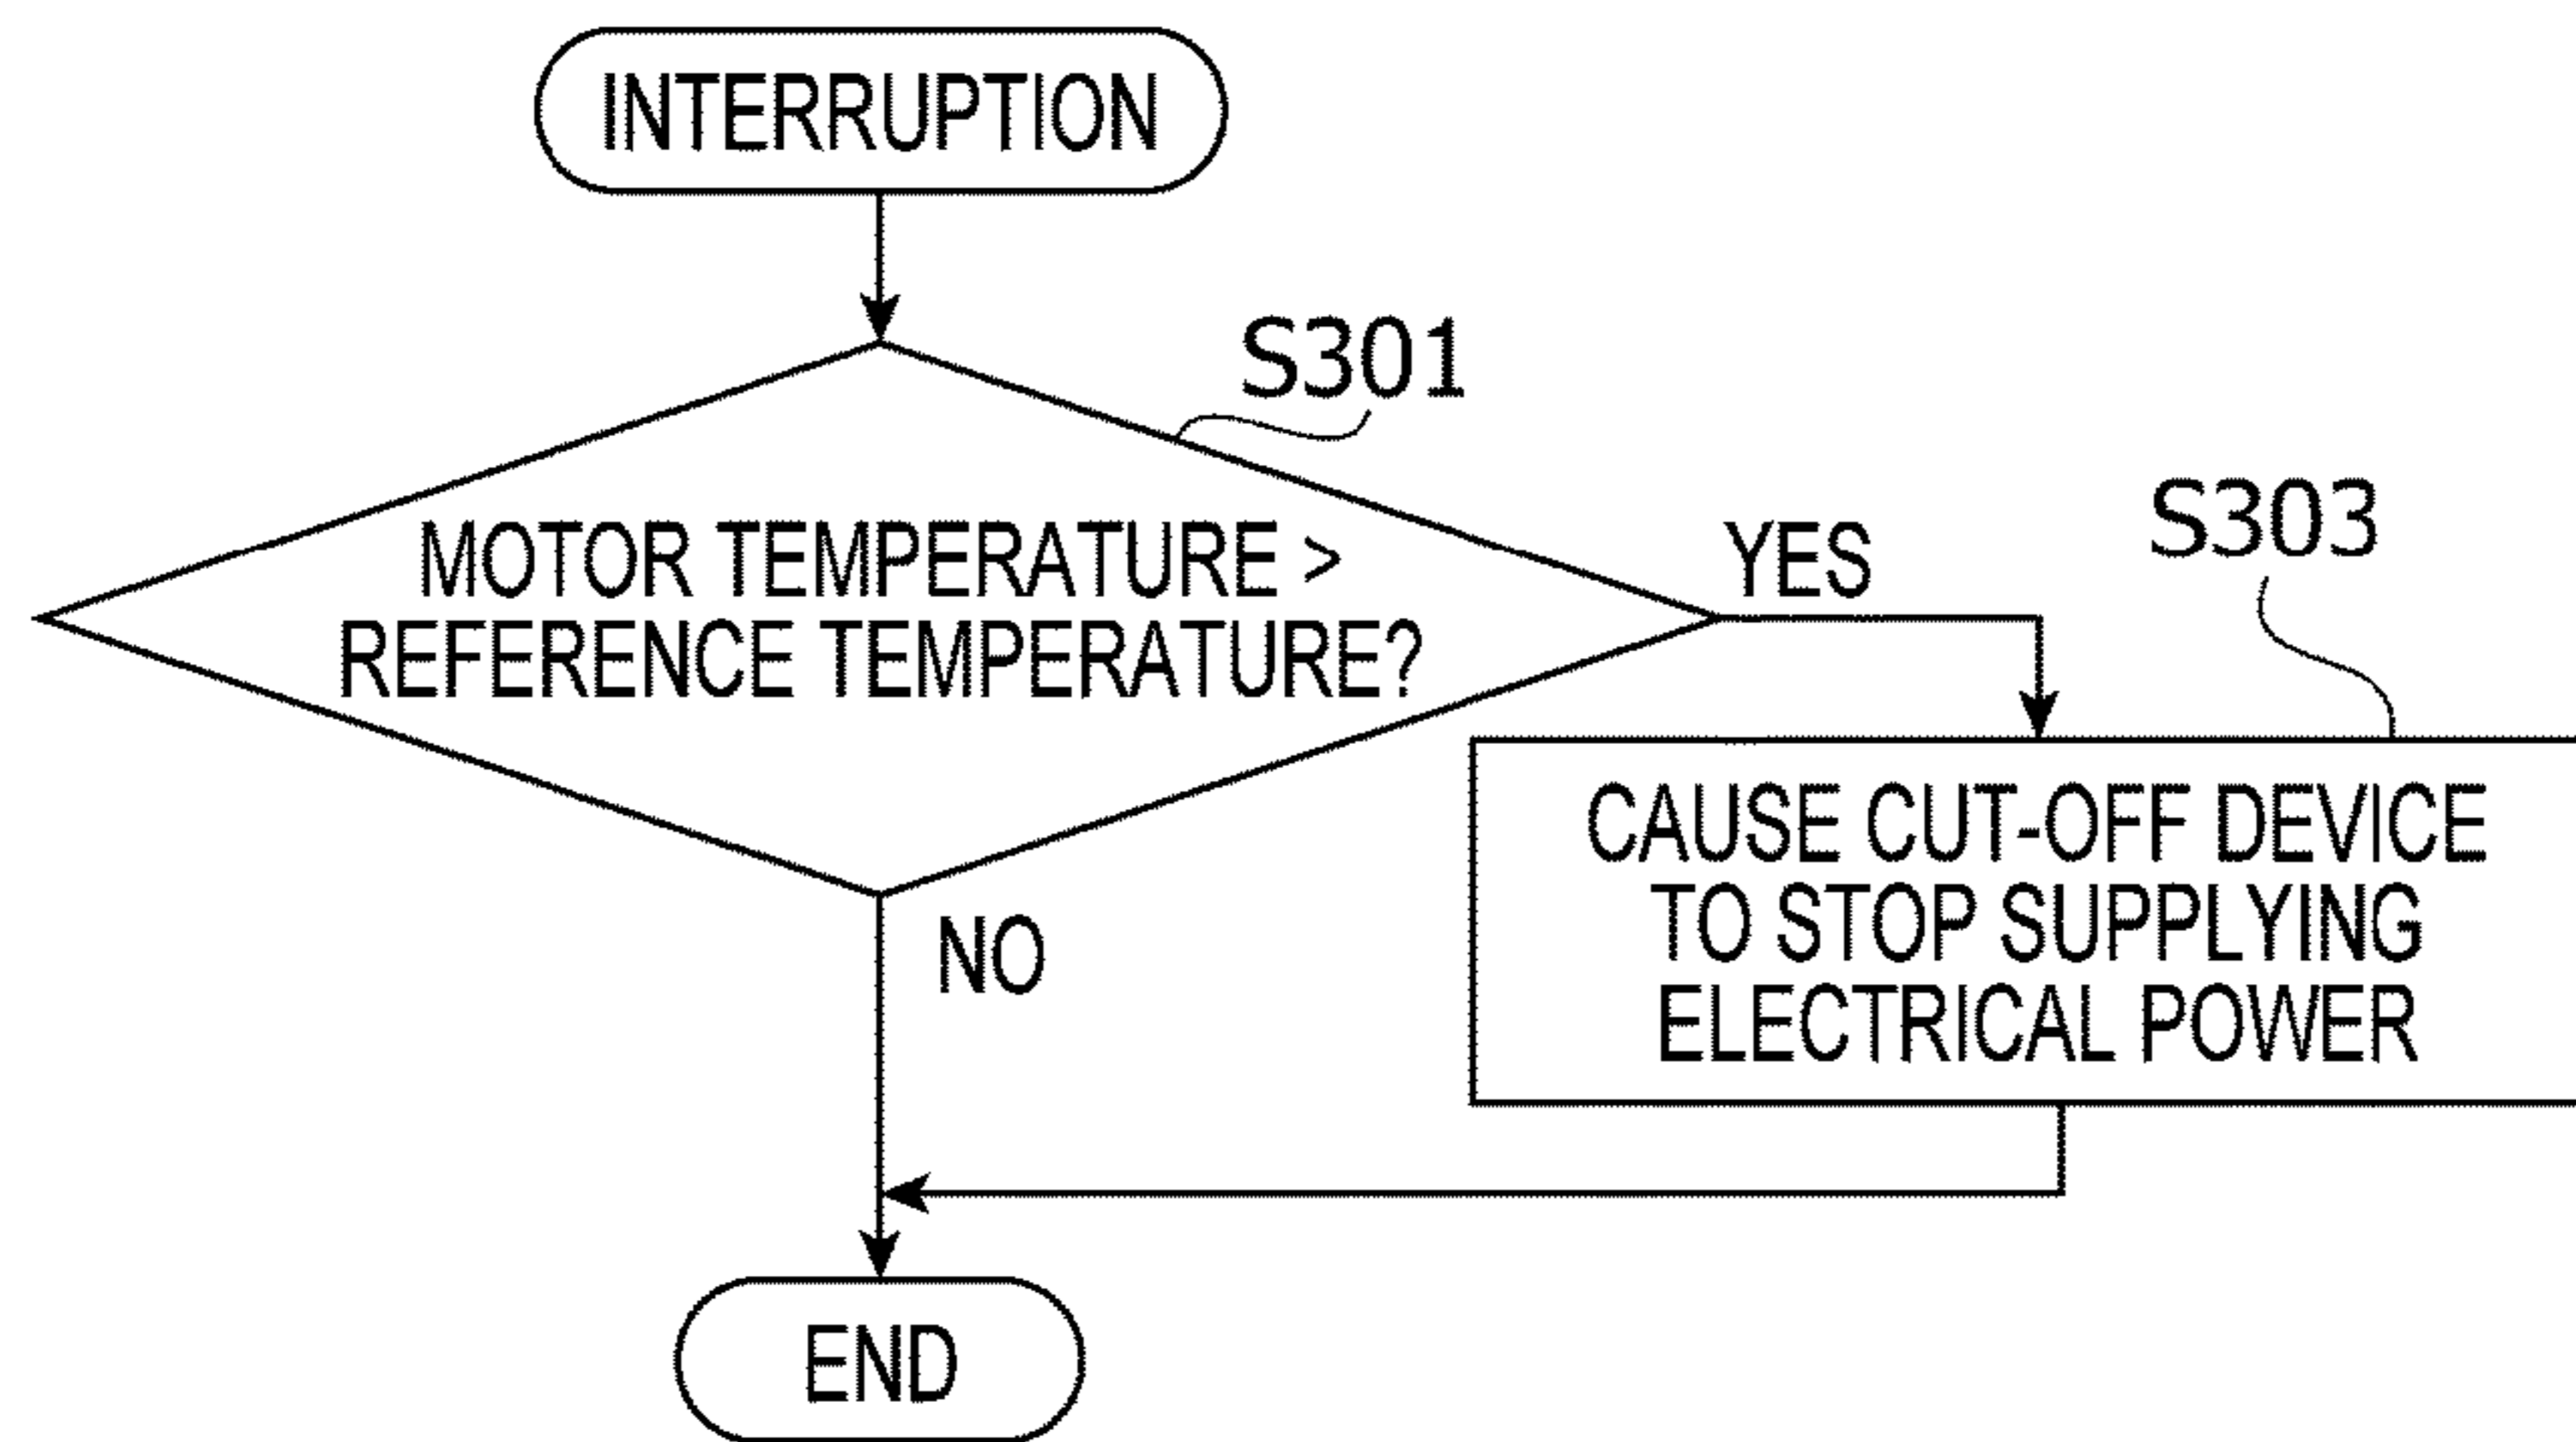 INTERRUPTION
S301
MOTOR TEMPERATURE >
REFERENCE TEMPERATURE?
YES
S303
CAUSE CUT-OFF DEVICE
TO STOP SUPPLYING
ELECTRICAL POWER
NO
END